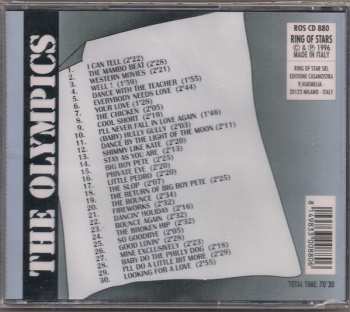 THE OLYMPICS
1. I CAN TELL (2'22)
2. THE MAMBO BEAT (2'28)
3. WESTERN MOVIES (2'21)
4. WELL ! (1'59)
5. DANCE WITH THE TEACHER (1'55)
6. EVERYBODY NEEDS LOVE (2'44)
7. YOUR LOVE (1'28)
8. THE CHICKEN (2'05)
9. COOL SHORT (2'19)
10. I'LL NEVER FALL IN LOVE AGAIN (1'46)
11. (BABY) HULLY GULLY (2'03)
12. DANCE BY THE LIGHT OF THE MOON (2'11)
13. SHIMMY LIKE KATE (2'19)
14. STAY AS YOU ARE (2'13)
15. BIG BOY PETE (2'25)
16. PRIVATE EYE (2'20)
17. LITTLE PEDRO (2'20)
18. THE SLOP (2'07)
19. THE RETURN OF BIG BOY PETE (2'25)
20. THE BOUNCE (2'34)
21. FIREWORKS (2'32)
22. DANCIN' HOLIDAY (2'16)
23. BOUNCE AGAIN (2'32)
24. THE BROKEN HIP (2'32)
25. SO GOODBYE (2'05)
26. GOOD LOVIN' (2'28)
27. MINE EXCLUSIVELY (2'23)
28. BABY DO THE PHILLY DOG (2'18)
29. I'LL DO A LITTLE BIT MORE (2'29)
30. LOOKING FOR A LOVE (2'55)
ROS CD 880
RING OF STARS
© & ℗ 1996
MADE IN ITALY
RING OF STAR SRL
EDITIONI COSANOSTRA
20123 MILANO - ITALY
TOTAL TIME: 70'30